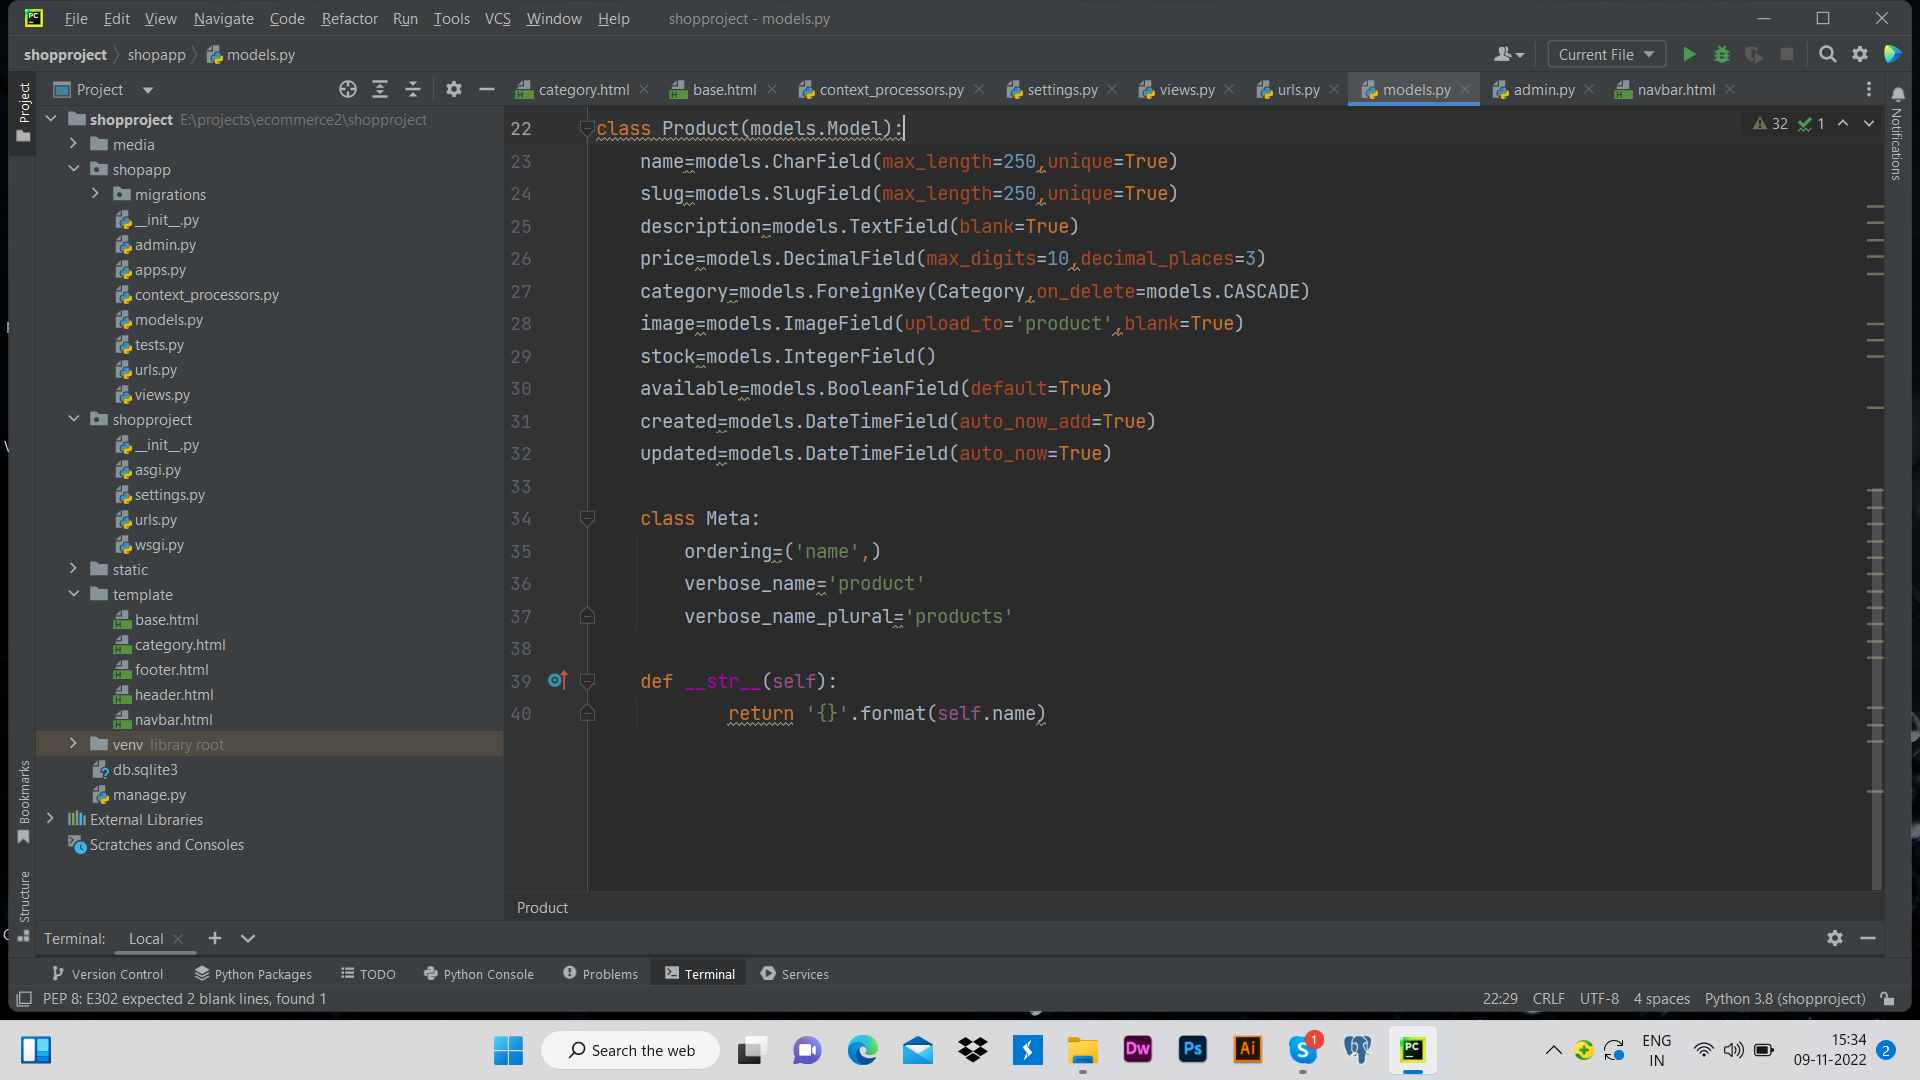 PC File Edit View Navigate Code Refactor Run Tools VCS Window Help shopproject - models.py
shopproject shopapp models.py Current File
Project category.html base.html context_processors.py settings.py views.py urls.py models.py admin.py navbar.html
Project
Notifications
32 1
shopproject E:\projects\ecommerce2\shopproject
media
shopapp
migrations
__init__.py
admin.py
apps.py
context_processors.py
models.py
tests.py
urls.py
views.py
shopproject
__init__.py
asgi.py
settings.py
urls.py
wsgi.py
static
template
base.html
category.html
footer.html
header.html
navbar.html
venv library root
db.sqlite3
manage.py
External Libraries
Scratches and Consoles
Bookmarks
Structure
22 class Product(models.Model):
23 name=models.CharField(max_length=250,unique=True)
24 slug=models.SlugField(max_length=250,unique=True)
25 description=models.TextField(blank=True)
26 price=models.DecimalField(max_digits=10,decimal_places=3)
27 category=models.ForeignKey(Category,on_delete=models.CASCADE)
28 image=models.ImageField(upload_to='product',blank=True)
29 stock=models.IntegerField()
30 available=models.BooleanField(default=True)
31 created=models.DateTimeField(auto_now_add=True)
32 updated=models.DateTimeField(auto_now=True)
33
34 class Meta:
35 ordering=('name',)
36 verbose_name='product'
37 verbose_name_plural='products'
38
39 def __str__(self):
40 return '{}'.format(self.name)
Product
Terminal: Local
Version Control Python Packages TODO Python Console Problems Terminal Services
PEP 8: E302 expected 2 blank lines, found 1 22:29 CRLF UTF-8 4 spaces Python 3.8 (shopproject)
Search the web Dw Ps Ai S 1 PC ENG IN 15:34 09-11-2022 2